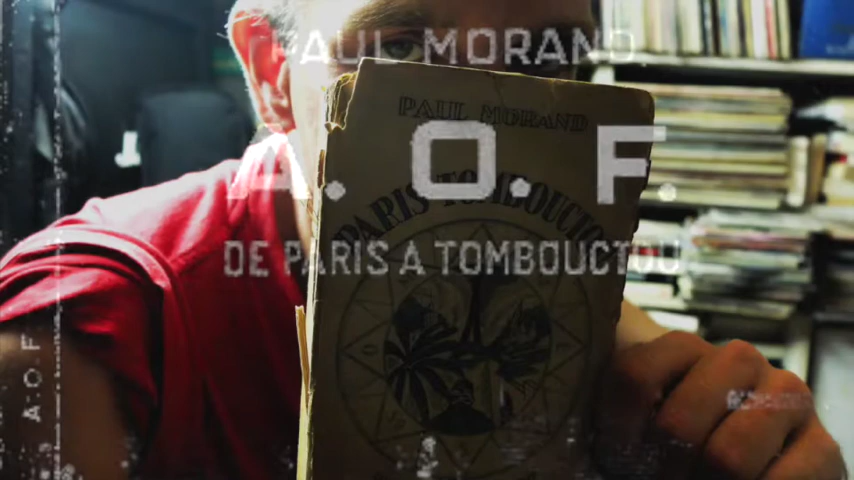 PAUL MORAND
PAUL MORAND
A. O. F.
PARIS TOMBOUCTOU
DE PARIS A TOMBOUCTOU
A.O.F